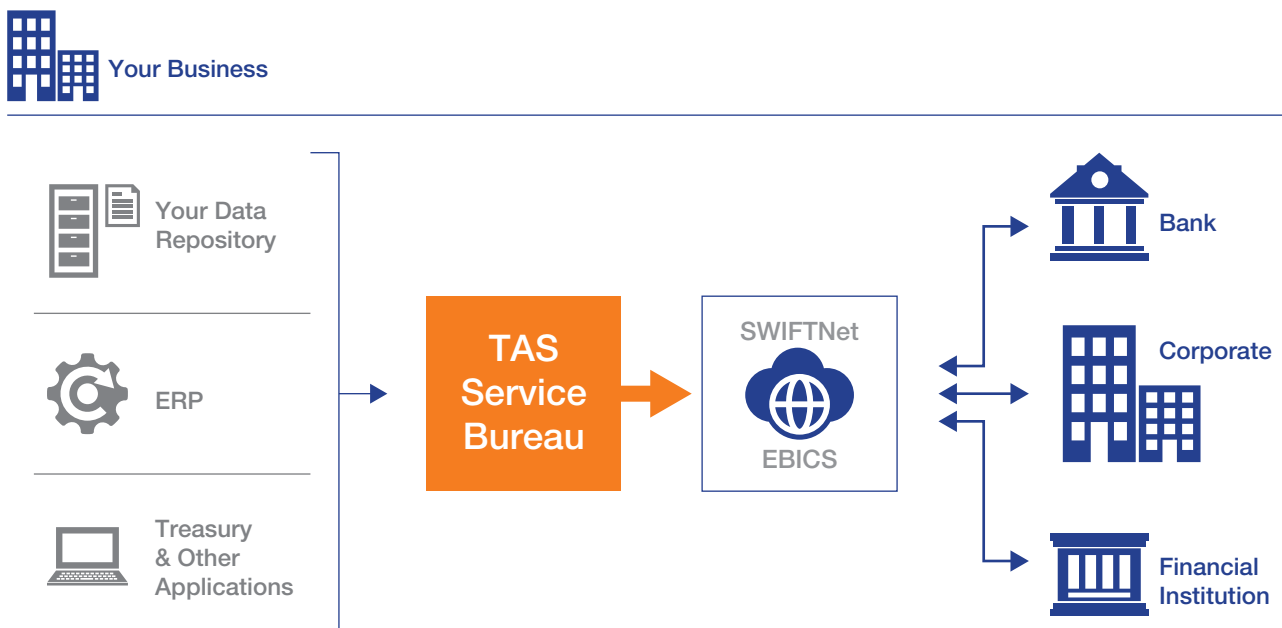 Your Business
Your Data
Repository
ERP
Treasury
& Other
Applications
TAS
Service
Bureau
SWIFTNet
EBICS
Bank
Corporate
Financial
Institution